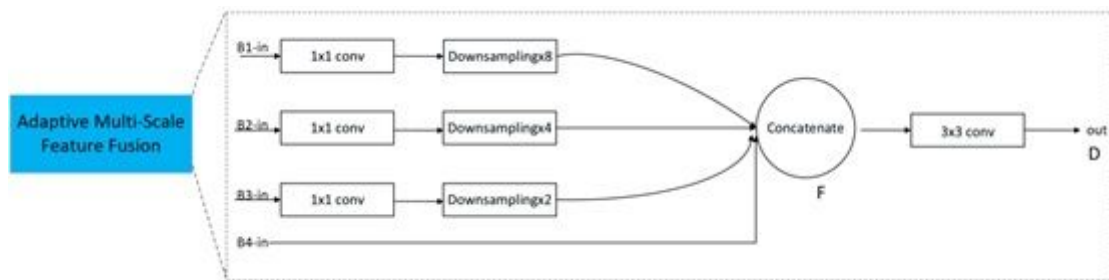 Adaptive Multi-Scale
Feature Fusion
B1-in
1x1 conv
Downsamplingx8
B2-in
1x1 conv
Downsamplingx4
B3-in
1x1 conv
Downsamplingx2
B4-in
Concatenate
F
3x3 conv
out
D